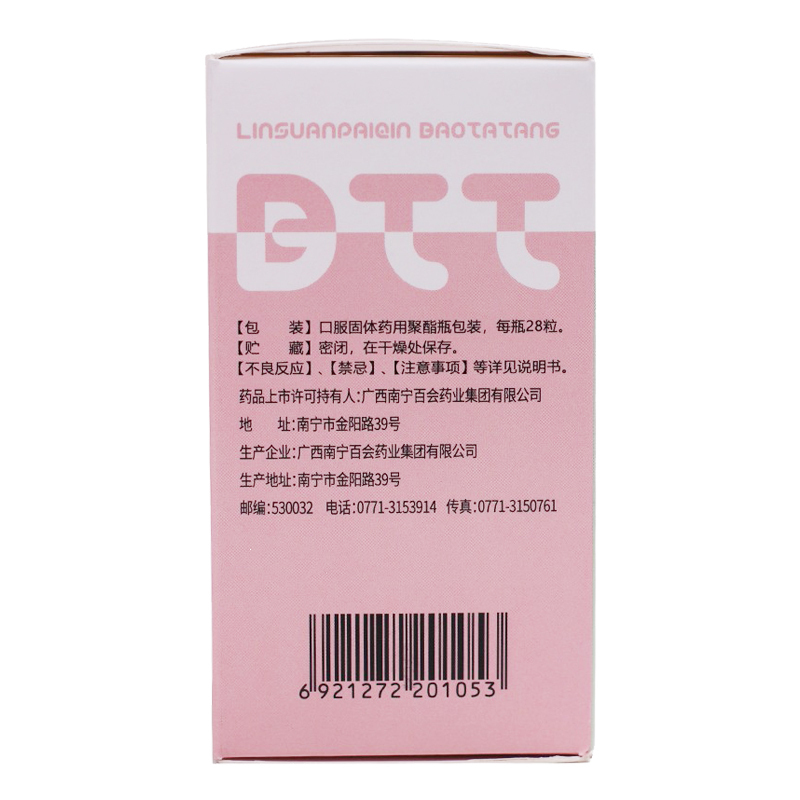 LINSUANPAIQIN BAOTATANG
BTT
【包　　装】口服固体药用聚酯瓶包装，每瓶28粒。
【贮　　藏】密闭，在干燥处保存。
【不良反应】、【禁忌】、【注意事项】等详见说明书。
药品上市许可持有人：广西南宁百会药业集团有限公司
地　　址：南宁市金阳路39号
生产企业：广西南宁百会药业集团有限公司
生产地址：南宁市金阳路39号
邮编：530032 电话：0771-3153914 传真：0771-3150761
6 921272 201053